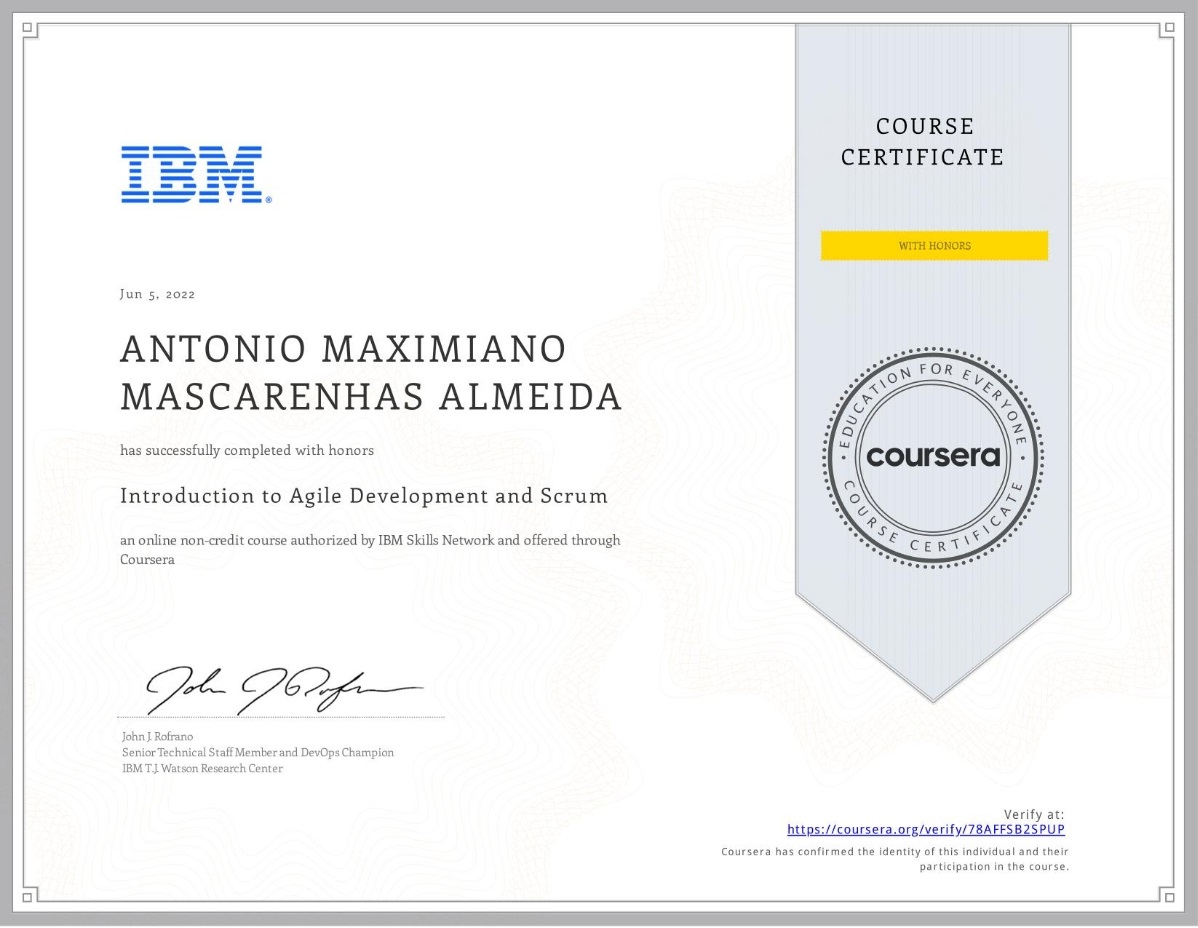 IBM®
COURSE
CERTIFICATE
WITH HONORS
Jun 5, 2022
ANTONIO MAXIMIANO
MASCARENHAS ALMEIDA
has successfully completed with honors
Introduction to Agile Development and Scrum
an online non-credit course authorized by IBM Skills Network and offered through
Coursera
EDUCATION FOR EVERYONE
coursera
COURSE CERTIFICATE
John J Rofrano
John J. Rofrano
Senior Technical Staff Member and DevOps Champion
IBM T.J. Watson Research Center
Verify at:
https://coursera.org/verify/78AFFSB2SPUP
Coursera has confirmed the identity of this individual and their
participation in the course.